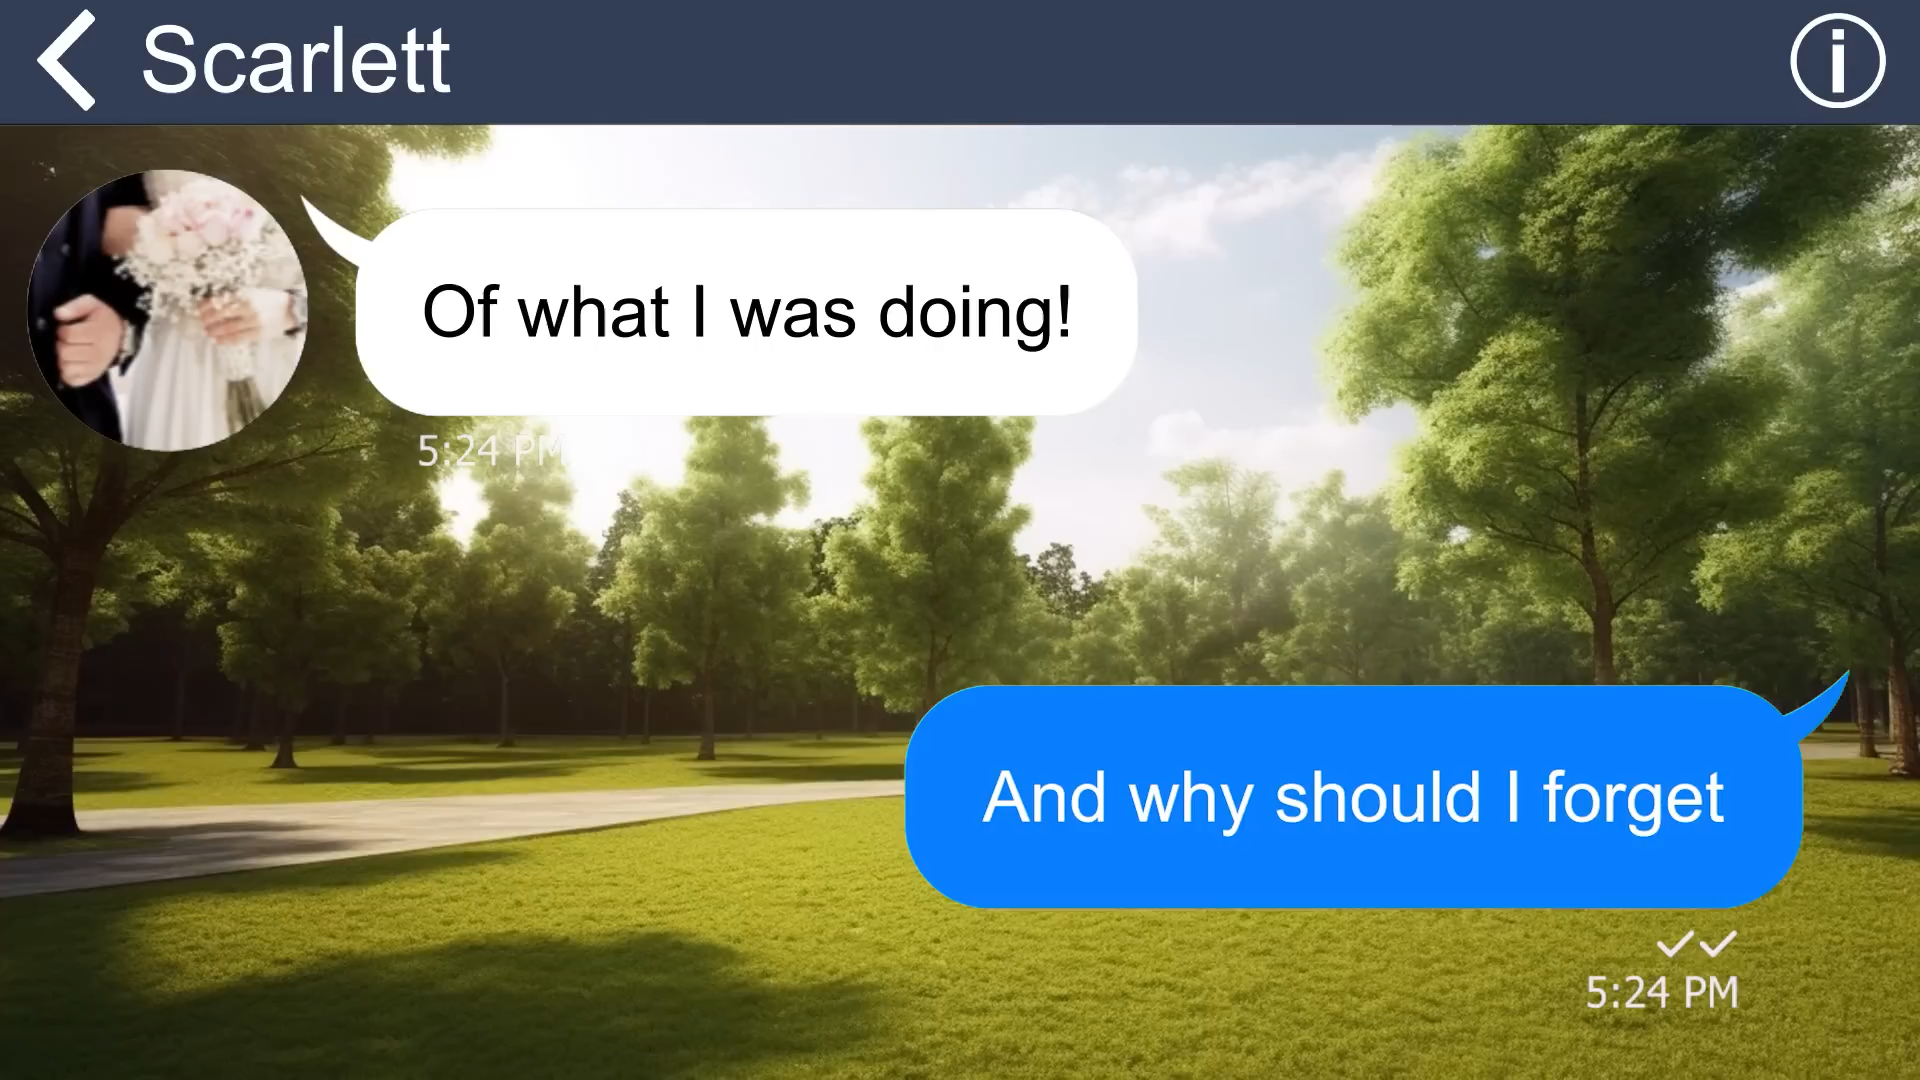 Scarlett
Of what I was doing!
5:24 PM
And why should I forget
5:24 PM